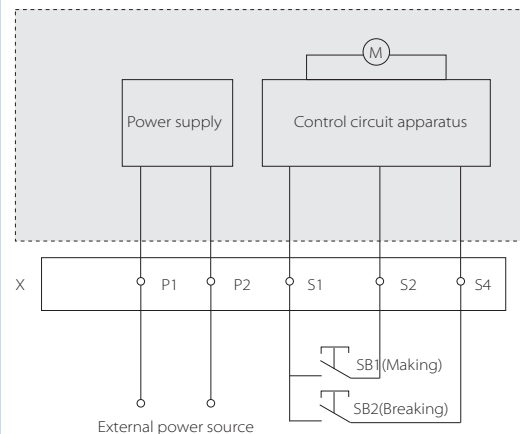 M
Power supply
Control circuit apparatus
X
P1
P2
S1
S2
S4
SB1(Making)
SB2(Breaking)
External power source